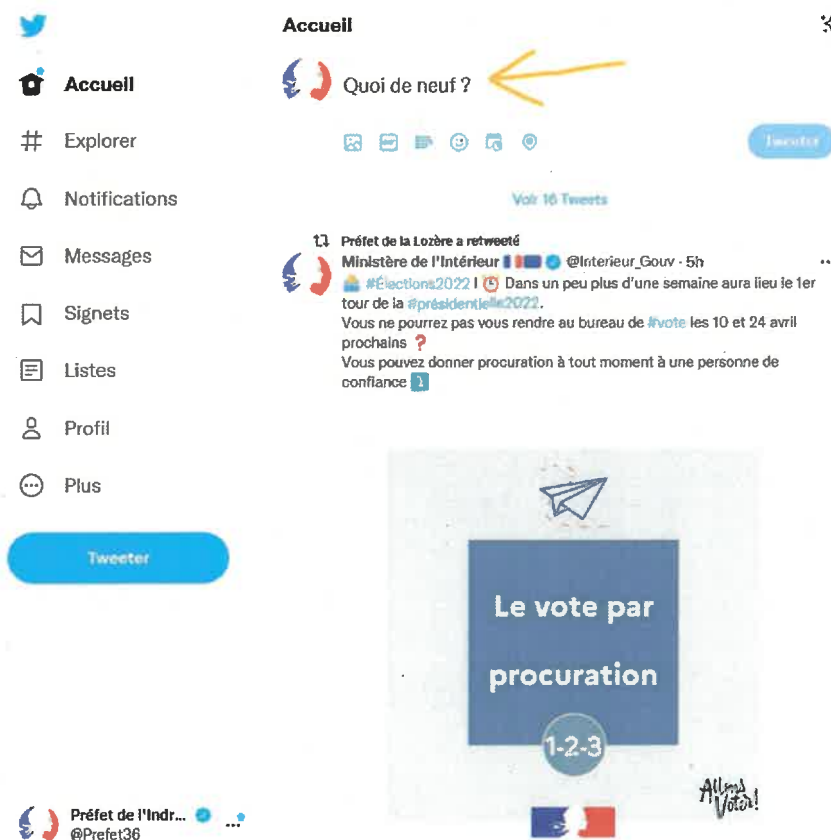 Accueil
Accueil
Quoi de neuf ?
Explorer
Tweeter
Notifications
Voir 16 Tweets
Préfet de la Lozère a retweeté
Messages
Ministère de l'Intérieur @Interieur_Gouv · 5h
#Élections2022 I Dans un peu plus d'une semaine aura lieu le 1er
tour de la #présidentielle2022.
Signets
Vous ne pourrez pas vous rendre au bureau de #vote les 10 et 24 avril
prochains ❓
Vous pouvez donner procuration à tout moment à une personne de
confiance ⤵
Listes
Profil
Plus
Tweeter
Le vote par
procuration
1-2-3
Allons
Voter!
Préfet de l'Indr...
@Prefet36